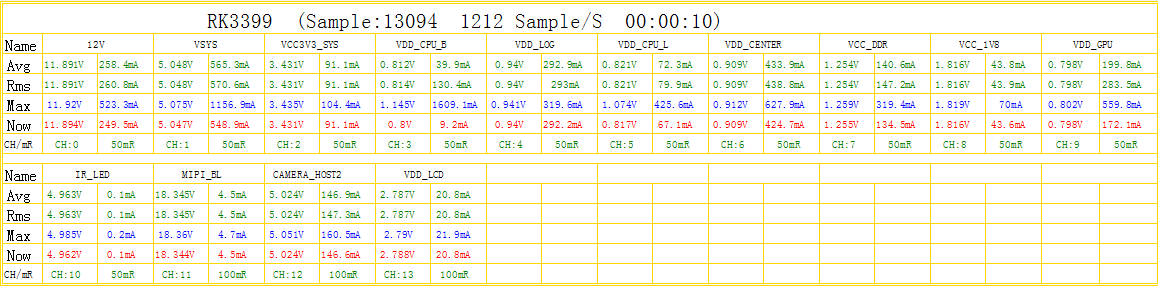 RK3399 (Sample:13094 1212 Sample/S 00:00:10)
Name 12V VSYS VCC3V3_SYS VDD_CPU_B VDD_LOG VDD_CPU_L VDD_CENTER VCC_DDR VCC_1V8 VDD_GPU
Avg 11.891V 258.4mA 5.048V 565.3mA 3.431V 91.1mA 0.812V 39.9mA 0.94V 292.9mA 0.821V 72.3mA 0.909V 433.9mA 1.254V 140.6mA 1.816V 43.8mA 0.798V 199.8mA
Rms 11.891V 260.8mA 5.048V 570.6mA 3.431V 91.1mA 0.814V 130.4mA 0.94V 293mA 0.821V 79.9mA 0.909V 438.8mA 1.254V 147.2mA 1.816V 43.9mA 0.798V 283.5mA
Max 11.92V 523.3mA 5.075V 1156.9mA 3.435V 104.4mA 1.145V 1609.1mA 0.941V 319.6mA 1.074V 425.6mA 0.912V 627.9mA 1.259V 319.4mA 1.819V 70mA 0.802V 559.8mA
Now 11.894V 249.5mA 5.047V 548.9mA 3.431V 91.1mA 0.8V 9.2mA 0.94V 292.2mA 0.817V 67.1mA 0.909V 424.7mA 1.255V 134.5mA 1.816V 43.6mA 0.798V 172.1mA
CH/mR CH:0 50mR CH:1 50mR CH:2 50mR CH:3 50mR CH:4 50mR CH:5 50mR CH:6 50mR CH:7 50mR CH:8 50mR CH:9 50mR
Name IR_LED MIPI_BL CAMERA_HOST2 VDD_LCD
Avg 4.963V 0.1mA 18.345V 4.5mA 5.024V 146.9mA 2.787V 20.8mA
Rms 4.963V 0.1mA 18.345V 4.5mA 5.024V 147.3mA 2.787V 20.8mA
Max 4.985V 0.2mA 18.36V 4.7mA 5.051V 160.5mA 2.79V 21.9mA
Now 4.962V 0.1mA 18.344V 4.5mA 5.024V 146.6mA 2.788V 20.8mA
CH/mR CH:10 50mR CH:11 100mR CH:12 100mR CH:13 100mR